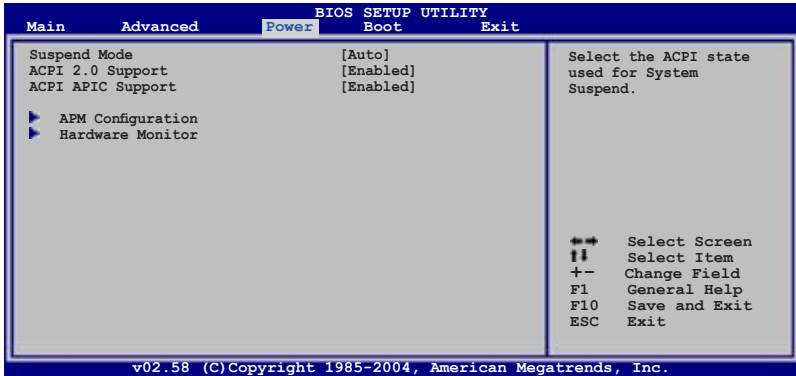 BIOS SETUP UTILITY
Main Advanced Power Boot Exit
Suspend Mode [Auto]
ACPI 2.0 Support [Enabled]
ACPI APIC Support [Enabled]
APM Configuration
Hardware Monitor
Select the ACPI state
used for System
Suspend.
Select Screen
Select Item
+- Change Field
F1 General Help
F10 Save and Exit
ESC Exit
v02.58 (C)Copyright 1985-2004, American Megatrends, Inc.